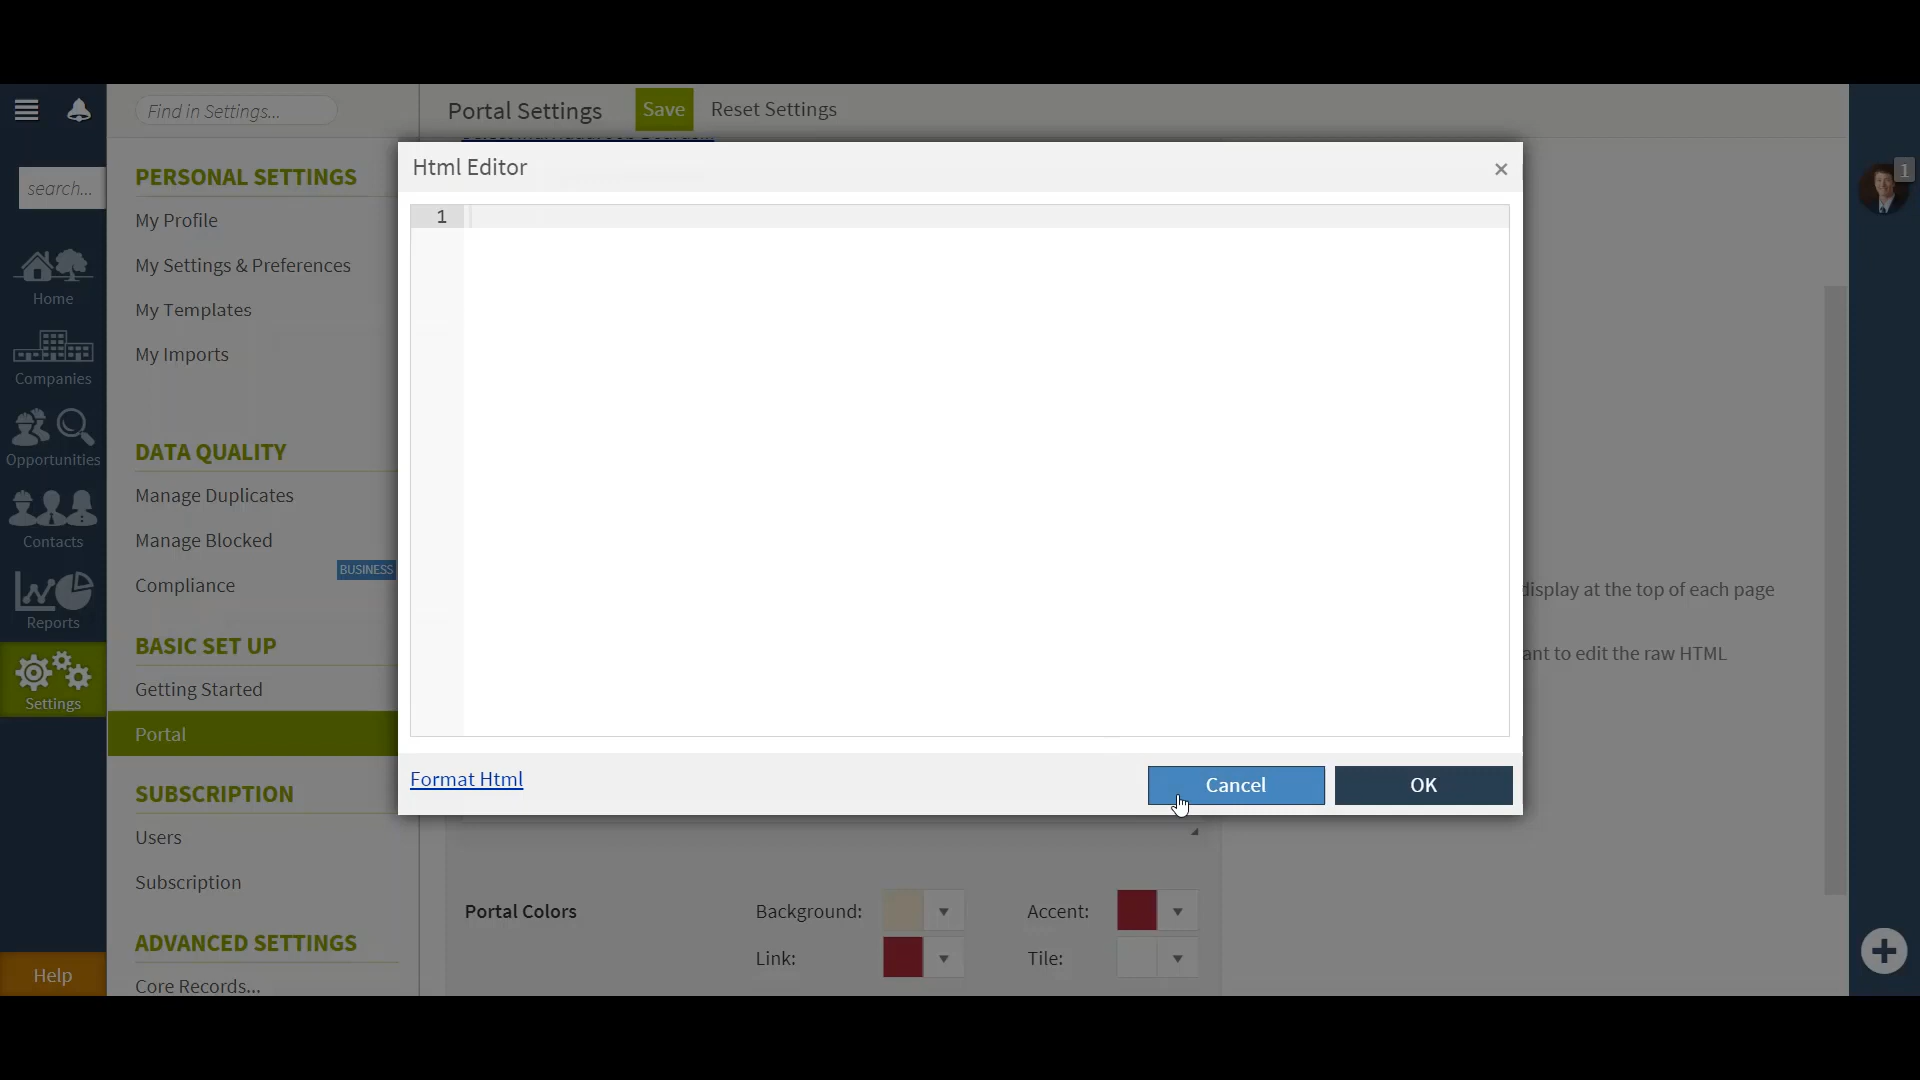 Find in Settings...
Portal Settings
Save
Reset Settings
search...
Home
Companies
Opportunities
Contacts
Reports
Settings
Help
PERSONAL SETTINGS
My Profile
My Settings & Preferences
My Templates
My Imports
DATA QUALITY
Manage Duplicates
Manage Blocked
Compliance
BUSINESS
BASIC SET UP
Getting Started
Portal
SUBSCRIPTION
Users
Subscription
ADVANCED SETTINGS
Core Records...
Html Editor
×
1
Format Html
Cancel
OK
display at the top of each page
ant to edit the raw HTML
Portal Colors
Background:
Accent:
Link:
Tile:
1